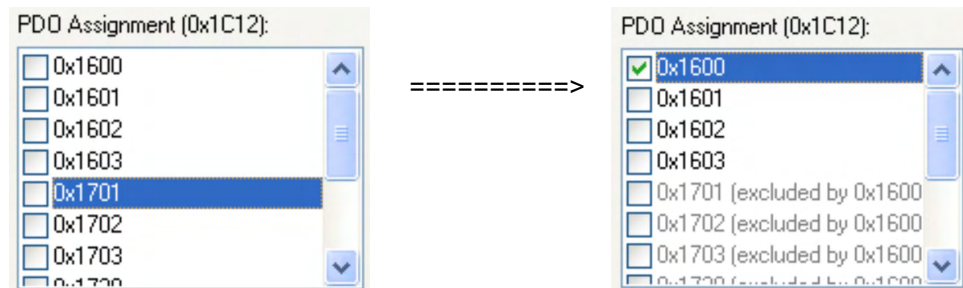 PDO Assignment (0x1C12):
0x1600
0x1601
0x1602
0x1603
0x1701
0x1702
0x1703
==========>
PDO Assignment (0x1C12):
0x1600
0x1601
0x1602
0x1603
0x1701 (excluded by 0x1600
0x1702 (excluded by 0x1600
0x1703 (excluded by 0x1600